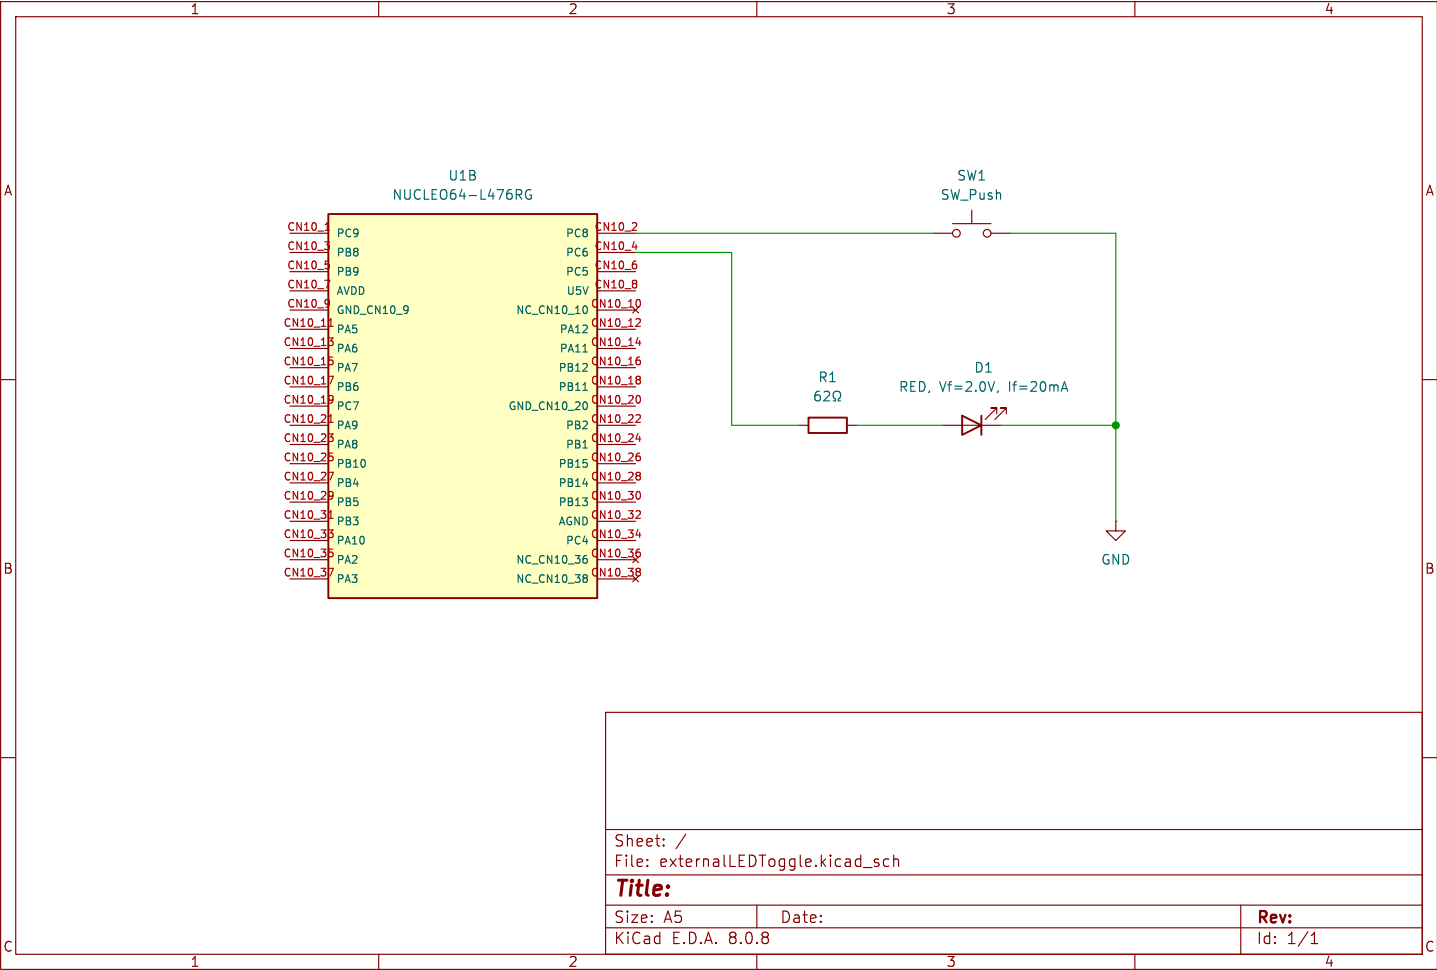 1 2 3 4
A A
U1B
NUCLEO64-L476RG
SW1
SW_Push
CN10_1 PC9 PC8 CN10_2
CN10_3 PB8 PC6 CN10_4
CN10_5 PB9 PC5 CN10_6
CN10_7 AVDD U5V CN10_8
CN10_9 GND_CN10_9 NC_CN10_10 CN10_10
CN10_11 PA5 PA12 CN10_12
CN10_13 PA6 PA11 CN10_14
CN10_15 PA7 PB12 CN10_16
CN10_17 PB6 PB11 CN10_18
CN10_19 PC7 GND_CN10_20 CN10_20
CN10_21 PA9 PB2 CN10_22
CN10_23 PA8 PB1 CN10_24
CN10_25 PB10 PB15 CN10_26
CN10_27 PB4 PB14 CN10_28
CN10_29 PB5 PB13 CN10_30
CN10_31 PB3 AGND CN10_32
CN10_33 PA10 PC4 CN10_34
CN10_35 PA2 NC_CN10_36 CN10_36
CN10_37 PA3 NC_CN10_38 CN10_38
R1
62Ω
D1
RED, Vf=2.0V, If=20mA
GND
B B
Sheet: /
File: externalLEDToggle.kicad_sch
Title:
Size: A5 Date: Rev:
KiCad E.D.A. 8.0.8 Id: 1/1
C C
1 2 3 4